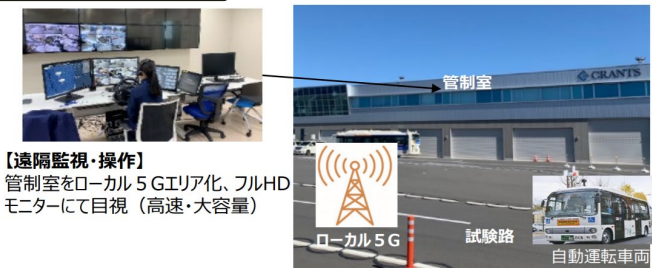 管制室
CRANTS
【遠隔監視・操作】
管制室をローカル５Gエリア化、フルHD
モニターにて目視（高速・大容量）
ローカル５G
試験路
自動運転車両